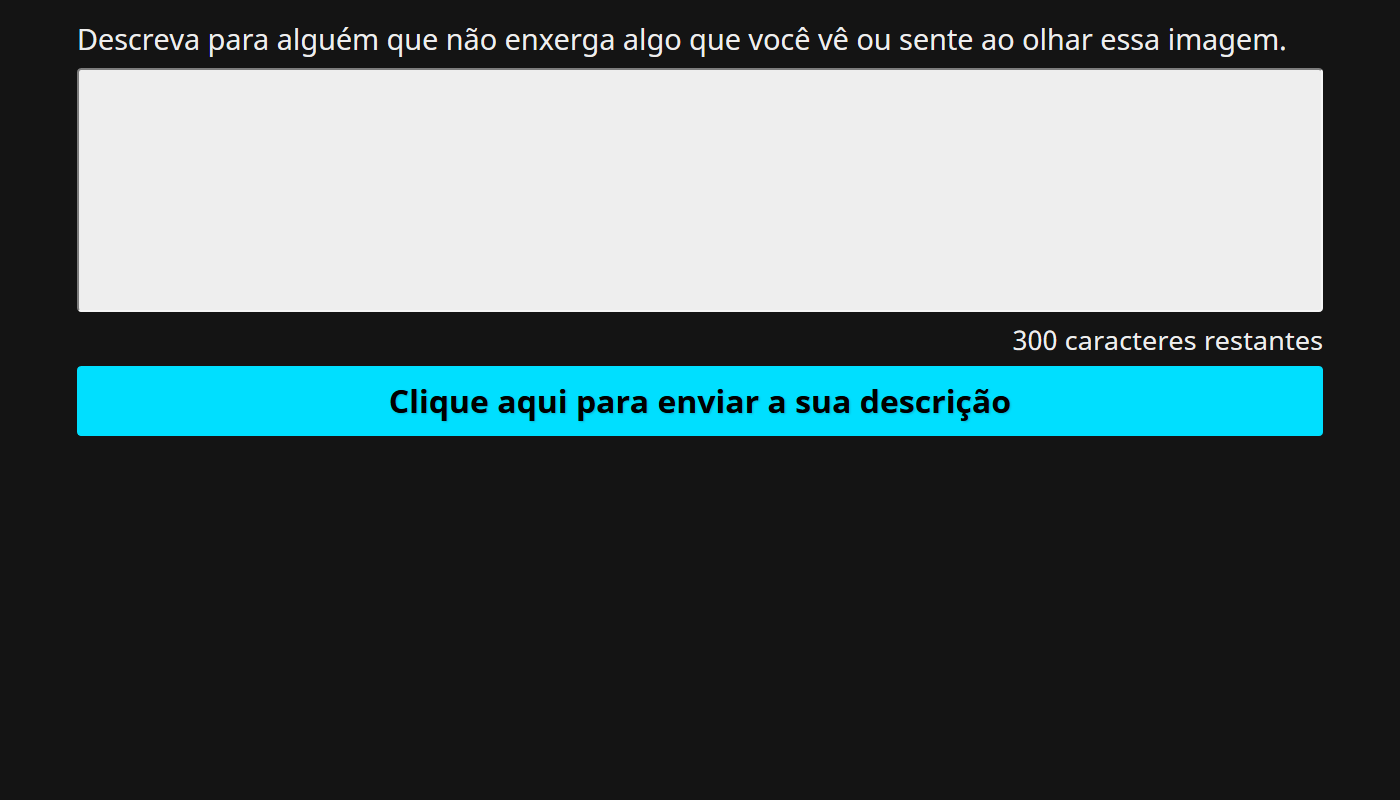 Descreva para alguém que não enxerga algo que você vê ou sente ao olhar essa imagem.
300 caracteres restantes
Clique aqui para enviar a sua descrição